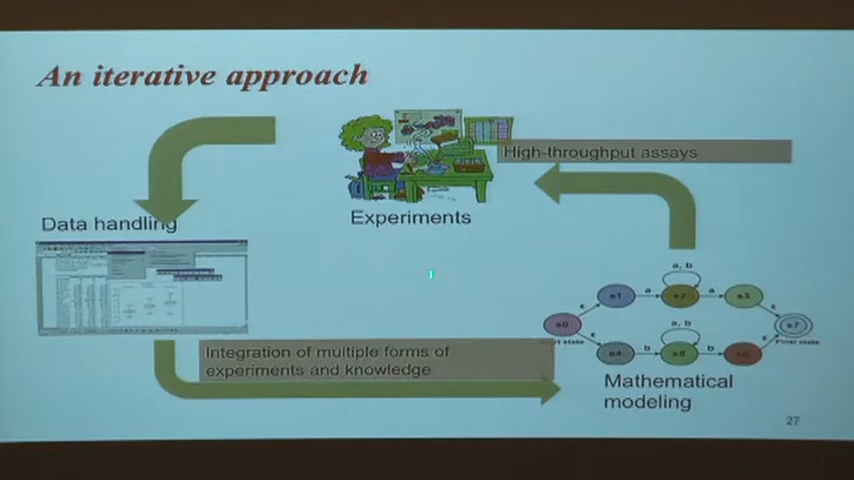 An iterative approach
High-throughput assays
Experiments
Data handling
Integration of multiple forms of
experiments and knowledge
a, b
s1
a
s2
a
s3
ε
ε
s0
s7
ε
a, b
ε
s4
b
s5
b
Final state
Mathematical
modeling
27